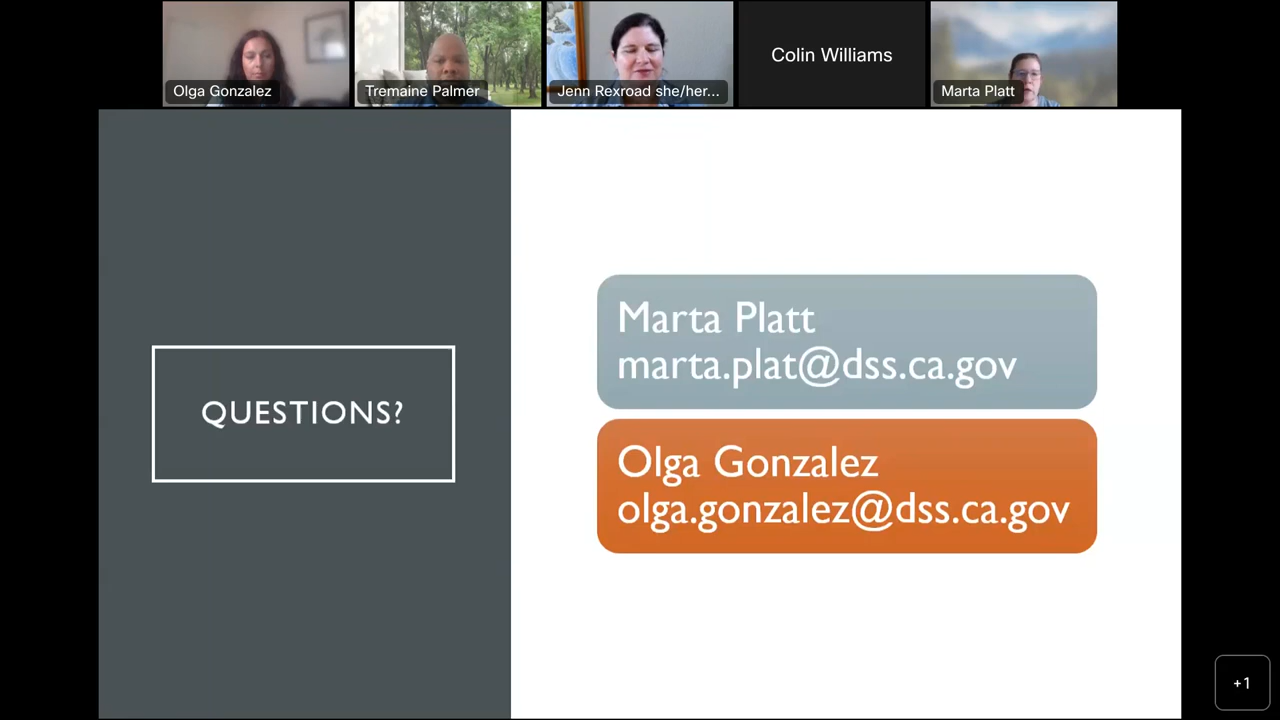 Olga Gonzalez
Tremaine Palmer
Jenn Rexroad she/her...
Colin Williams
Marta Platt
QUESTIONS?
Marta Platt
marta.plat@dss.ca.gov
Olga Gonzalez
olga.gonzalez@dss.ca.gov
+1